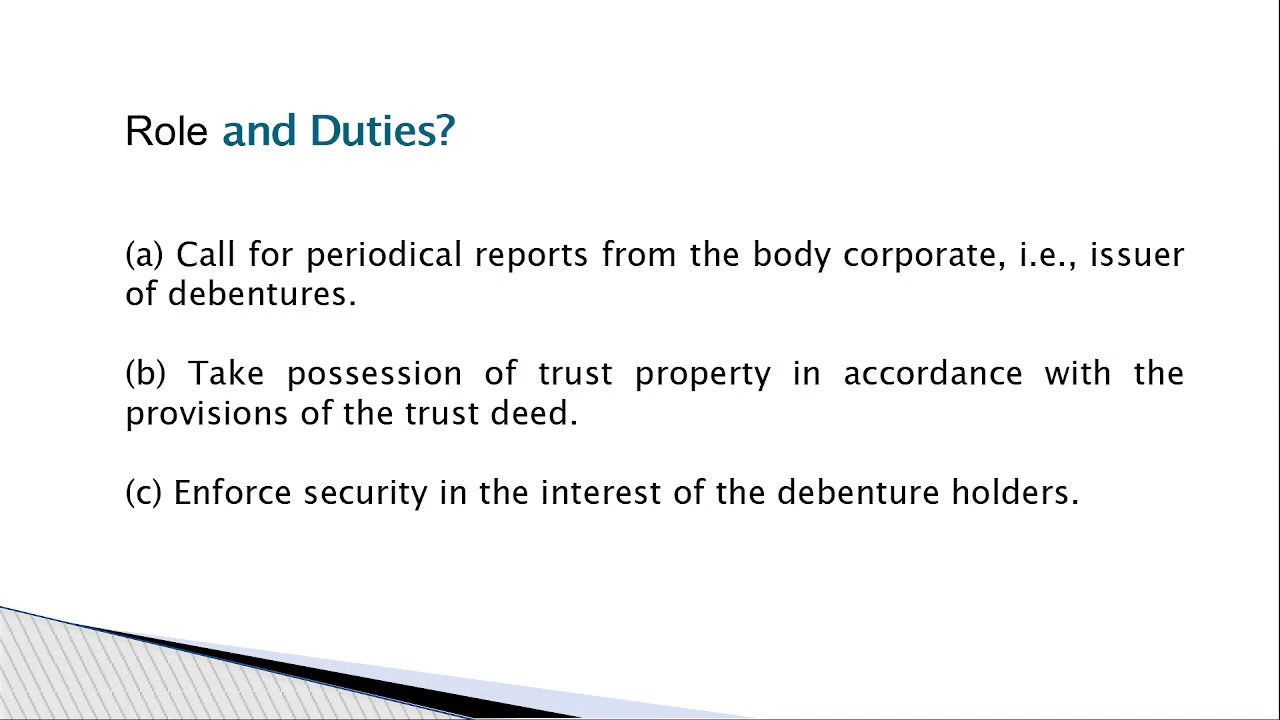 Role and Duties?
(a) Call for periodical reports from the body corporate, i.e., issuer
of debentures.
(b) Take possession of trust property in accordance with the
provisions of the trust deed.
(c) Enforce security in the interest of the debenture holders.